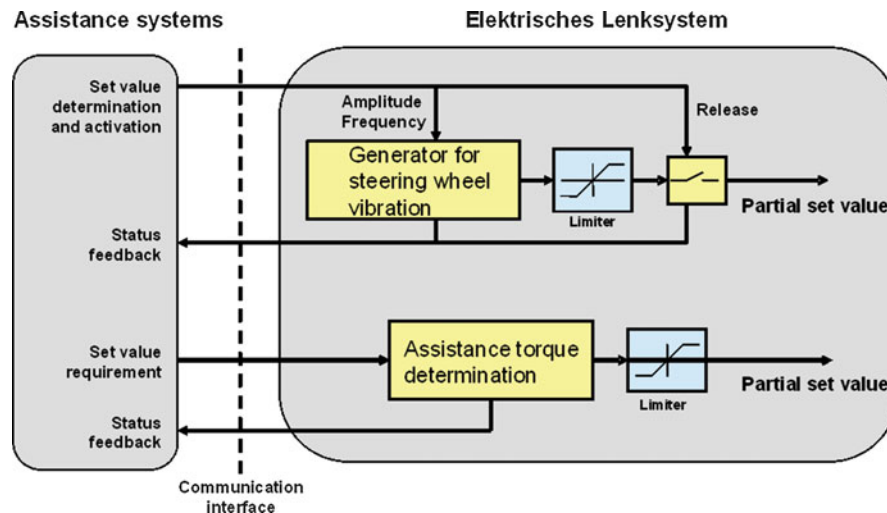 Assistance systems
Elektrisches Lenksystem
Set value
determination
and activation
Amplitude
Frequency
Release
Generator for
steering wheel
vibration
Limiter
Partial set value
Status
feedback
Set value
requirement
Assistance torque
determination
Limiter
Partial set value
Status
feedback
Communication
interface